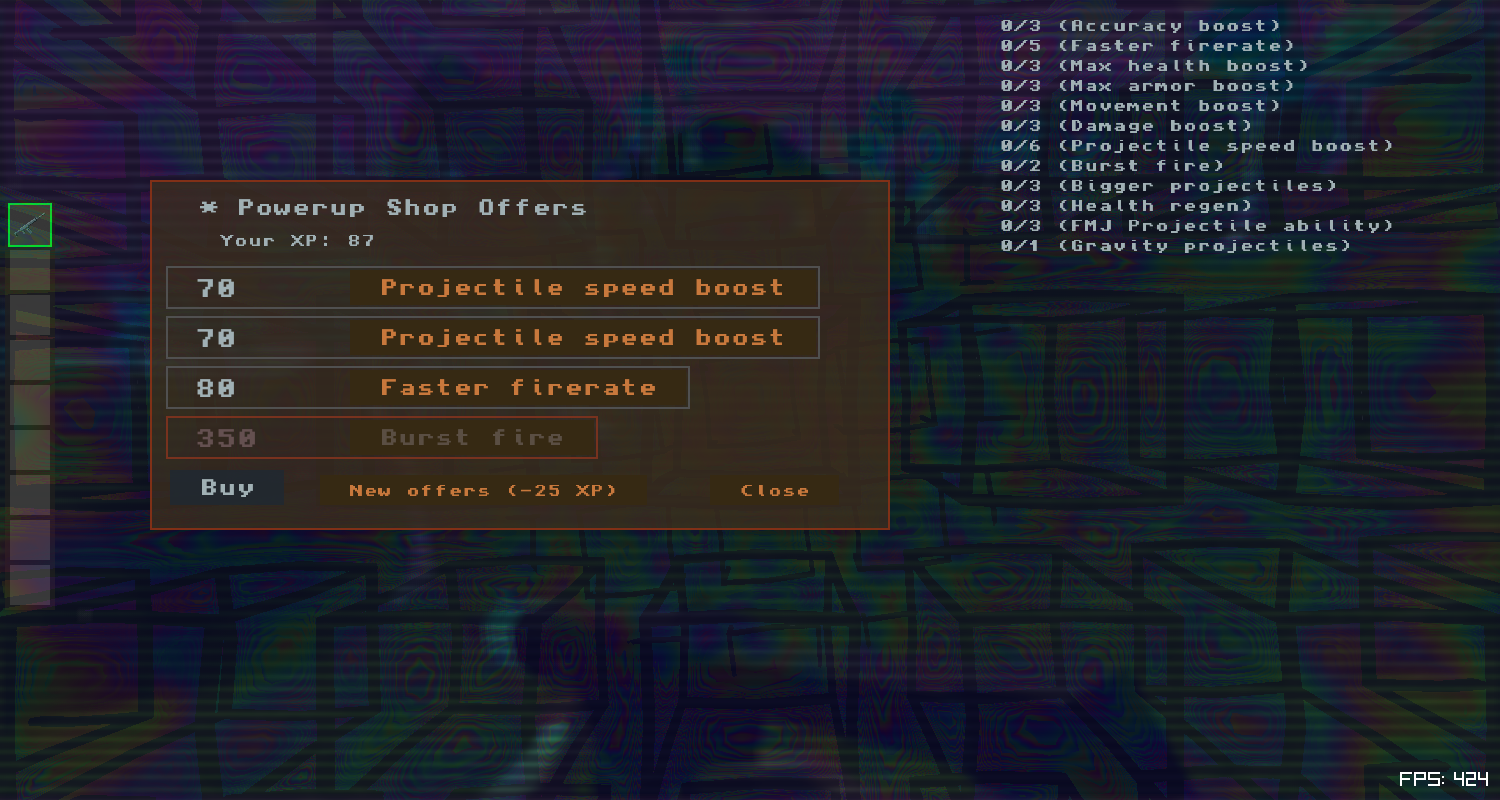 0/3 (Accuracy boost)
0/5 (Faster firerate)
0/3 (Max health boost)
0/3 (Max armor boost)
0/3 (Movement boost)
0/3 (Damage boost)
0/6 (Projectile speed boost)
0/2 (Burst fire)
0/3 (Bigger projectiles)
0/3 (Health regen)
0/3 (FMJ Projectile ability)
0/1 (Gravity projectiles)
* Powerup Shop Offers
Your XP: 87
70 Projectile speed boost
70 Projectile speed boost
80 Faster firerate
350 Burst fire
Buy New offers (-25 XP) Close
FPS: 424